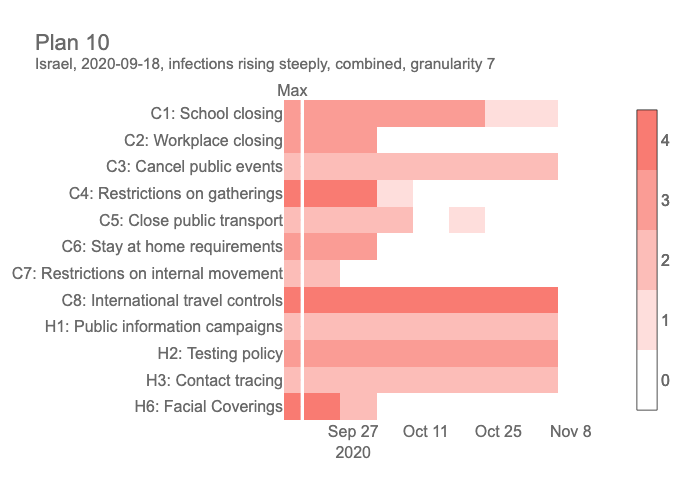 Plan 10
Israel, 2020-09-18, infections rising steeply, combined, granularity 7
Max
C1: School closing
C2: Workplace closing
C3: Cancel public events
C4: Restrictions on gatherings
C5: Close public transport
C6: Stay at home requirements
C7: Restrictions on internal movement
C8: International travel controls
H1: Public information campaigns
H2: Testing policy
H3: Contact tracing
H6: Facial Coverings
Sep 27 Oct 11 Oct 25 Nov 8
2020
4
3
2
1
0